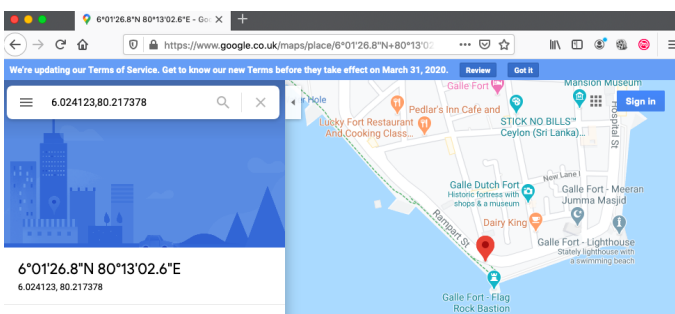 6°01'26.8"N 80°13'02.6"E - Go
https://www.google.co.uk/maps/place/6°01'26.8"N+80°13'02
We're updating our Terms of Service. Get to know our new Terms before they take effect on March 31, 2020.
Review
Got it
6.024123,80.217378
6°01'26.8"N 80°13'02.6"E
6.024123, 80.217378
Galle Fort
Mansion Museum
Sign in
Hole
Pedlar's Inn Cafe and
Hospital St
Lucky Fort Restaurant
And Cooking Class...
STICK NO BILLS™
Ceylon (Sri Lanka)...
New Lane I
Galle Dutch Fort
Historic fortress with
shops & a museum
Galle Fort - Meeran
Jumma Masjid
Rampart St
Dairy King
Galle Fort - Lighthouse
Stately lighthouse with
a swimming beach
Galle Fort - Flag
Rock Bastion